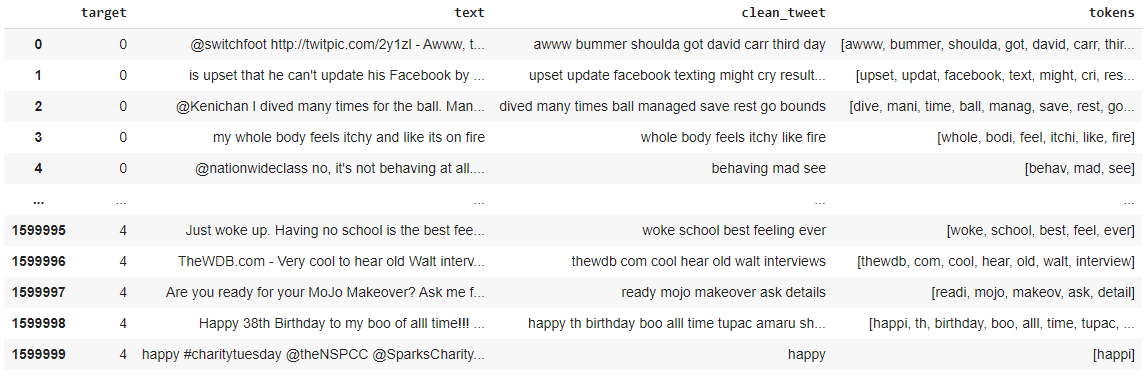 target text clean_tweet tokens
0 0 @switchfoot http://twitpic.com/2y1zl - Awww, t... awww bummer shoulda got david carr third day [awww, bummer, shoulda, got, david, carr, thir...
1 0 is upset that he can't update his Facebook by ... upset update facebook texting might cry result... [upset, updat, facebook, text, might, cri, res...
2 0 @Kenichan I dived many times for the ball. Man... dived many times ball managed save rest go bounds [dive, mani, time, ball, manag, save, rest, go...
3 0 my whole body feels itchy and like its on fire whole body feels itchy like fire [whole, bodi, feel, itchi, like, fire]
4 0 @nationwideclass no, it's not behaving at all.... behaving mad see [behav, mad, see]
... ... ... ... ...
1599995 4 Just woke up. Having no school is the best fee... woke school best feeling ever [woke, school, best, feel, ever]
1599996 4 TheWDB.com - Very cool to hear old Walt interv... thewdb com cool hear old walt interviews [thewdb, com, cool, hear, old, walt, interview]
1599997 4 Are you ready for your MoJo Makeover? Ask me f... ready mojo makeover ask details [readi, mojo, makeov, ask, detail]
1599998 4 Happy 38th Birthday to my boo of alll time!!! ... happy th birthday boo alll time tupac amaru sh... [happi, th, birthday, boo, alll, time, tupac, ...
1599999 4 happy #charitytuesday @theNSPCC @SparksCharity... happy [happi]